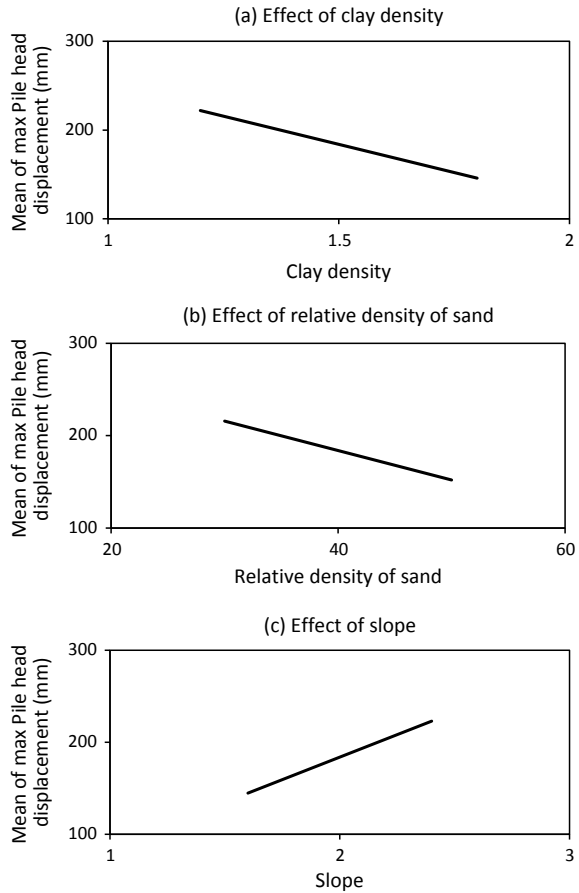 (a) Effect of clay density
Mean of max Pile head
displacement (mm)
300
200
100
1
1.5
2
Clay density
(b) Effect of relative density of sand
Mean of max Pile head
displacement (mm)
300
200
100
20
40
60
Relative density of sand
(c) Effect of slope
Mean of max Pile head
displacement (mm)
300
200
100
1
2
3
Slope